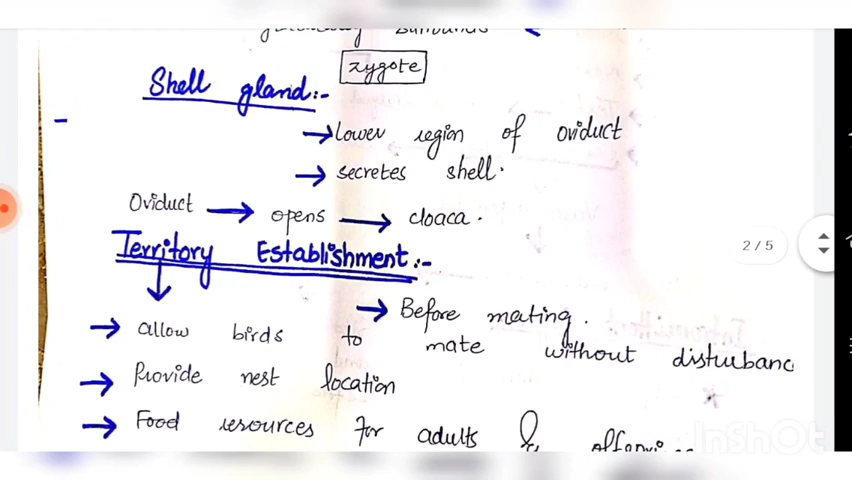 zygote
Shell gland:-
→ lower region of oviduct
→ secretes shell.
Oviduct → opens → cloaca.
Territory Establishment:-
→ Before mating.
→ allow birds to mate without disturbanc
→ Provide nest location
→ Food resources for adults &
2 / 5
InShOt